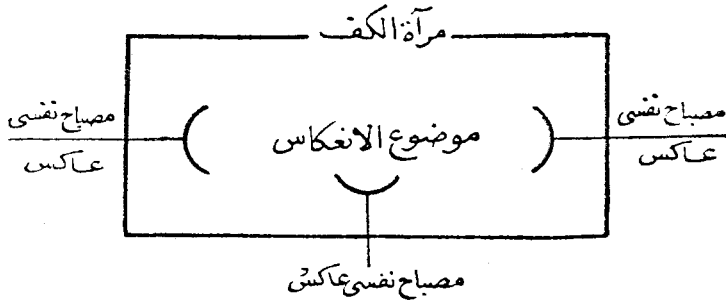 مرآة الكف
مصباح نفسى
عاكس
موضوع الانعكاس
مصباح نفسى
عاكس
مصباح نفسى عاكس